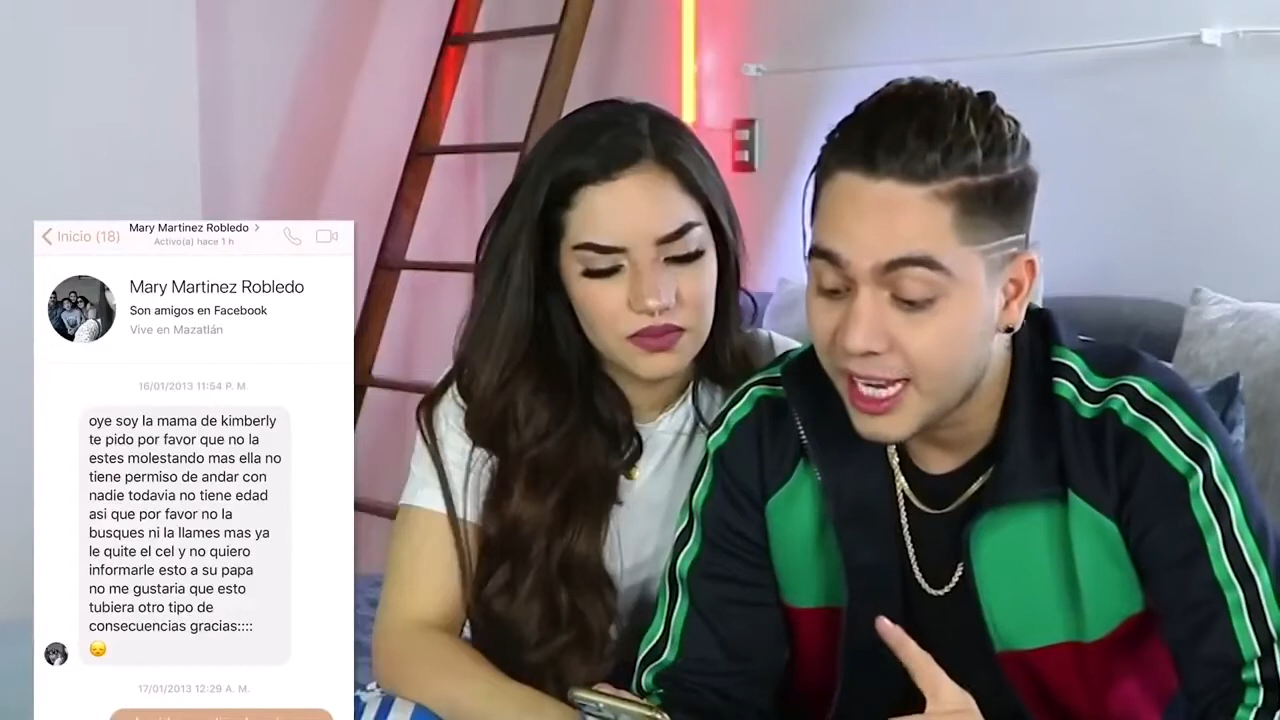 Inicio (18)
Mary Martinez Robledo
Activo(a) hace 1 h
Mary Martinez Robledo
Son amigos en Facebook
Vive en Mazatlán
16/01/2013 11:54 P. M.
oye soy la mama de kimberly
te pido por favor que no la
estes molestando mas ella no
tiene permiso de andar con
nadie todavia no tiene edad
asi que por favor no la
busques ni la llames mas ya
le quite el cel y no quiero
informarle esto a su papa
no me gustaria que esto
tubiera otro tipo de
consecuencias gracias::::
17/01/2013 12:29 A. M.